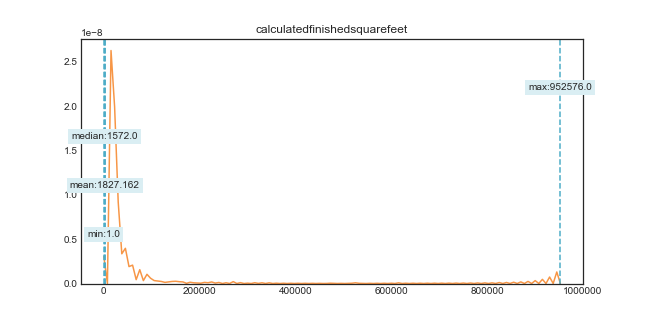 calculatedfinishedsquarefeet
1e−8
2.5
2.0
1.5
1.0
0.5
0.0
max:952576.0
median:1572.0
mean:1827.162
min:1.0
0 200000 400000 600000 800000 1000000